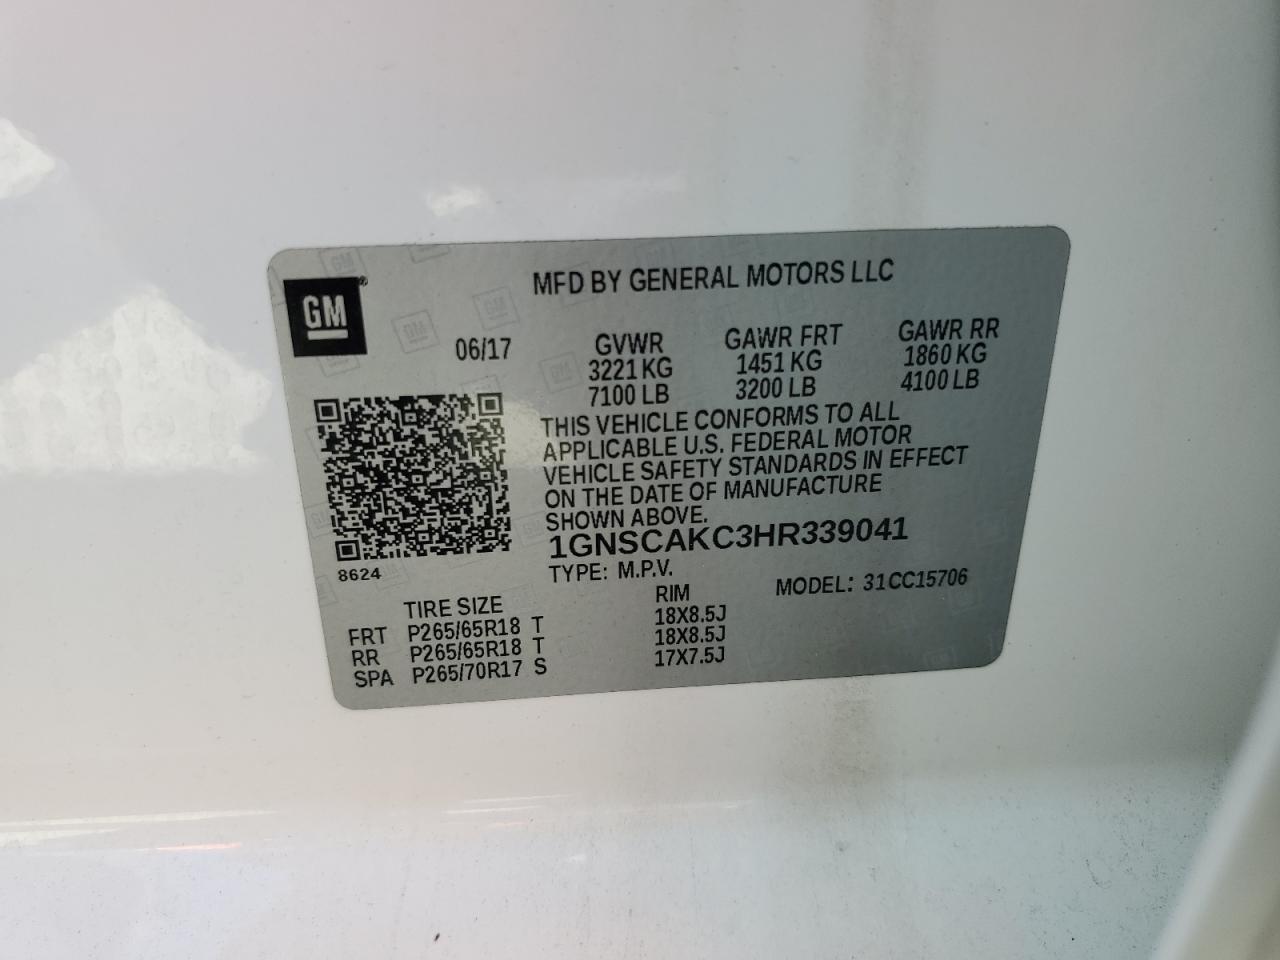 GM
MFD BY GENERAL MOTORS LLC
06/17
GVWR GAWR FRT GAWR RR
3221 KG 1451 KG 1860 KG
7100 LB 3200 LB 4100 LB
THIS VEHICLE CONFORMS TO ALL
APPLICABLE U.S. FEDERAL MOTOR
VEHICLE SAFETY STANDARDS IN EFFECT
ON THE DATE OF MANUFACTURE
SHOWN ABOVE.
1GNSCAKC3HR339041
8624
TYPE: M.P.V. MODEL: 31CC15706
TIRE SIZE RIM
FRT P265/65R18 T 18X8.5J
RR P265/65R18 T 18X8.5J
SPA P265/70R17 S 17X7.5J